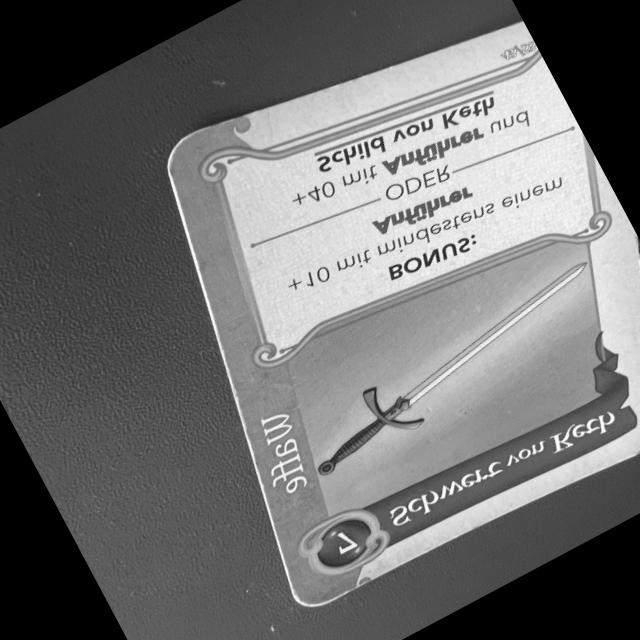 7
Schwert von Keth
Waffe
BONUS:
+10 mit mindestens einem
Anführer
ODER
+40 mit Anführer und
Schild von Keth